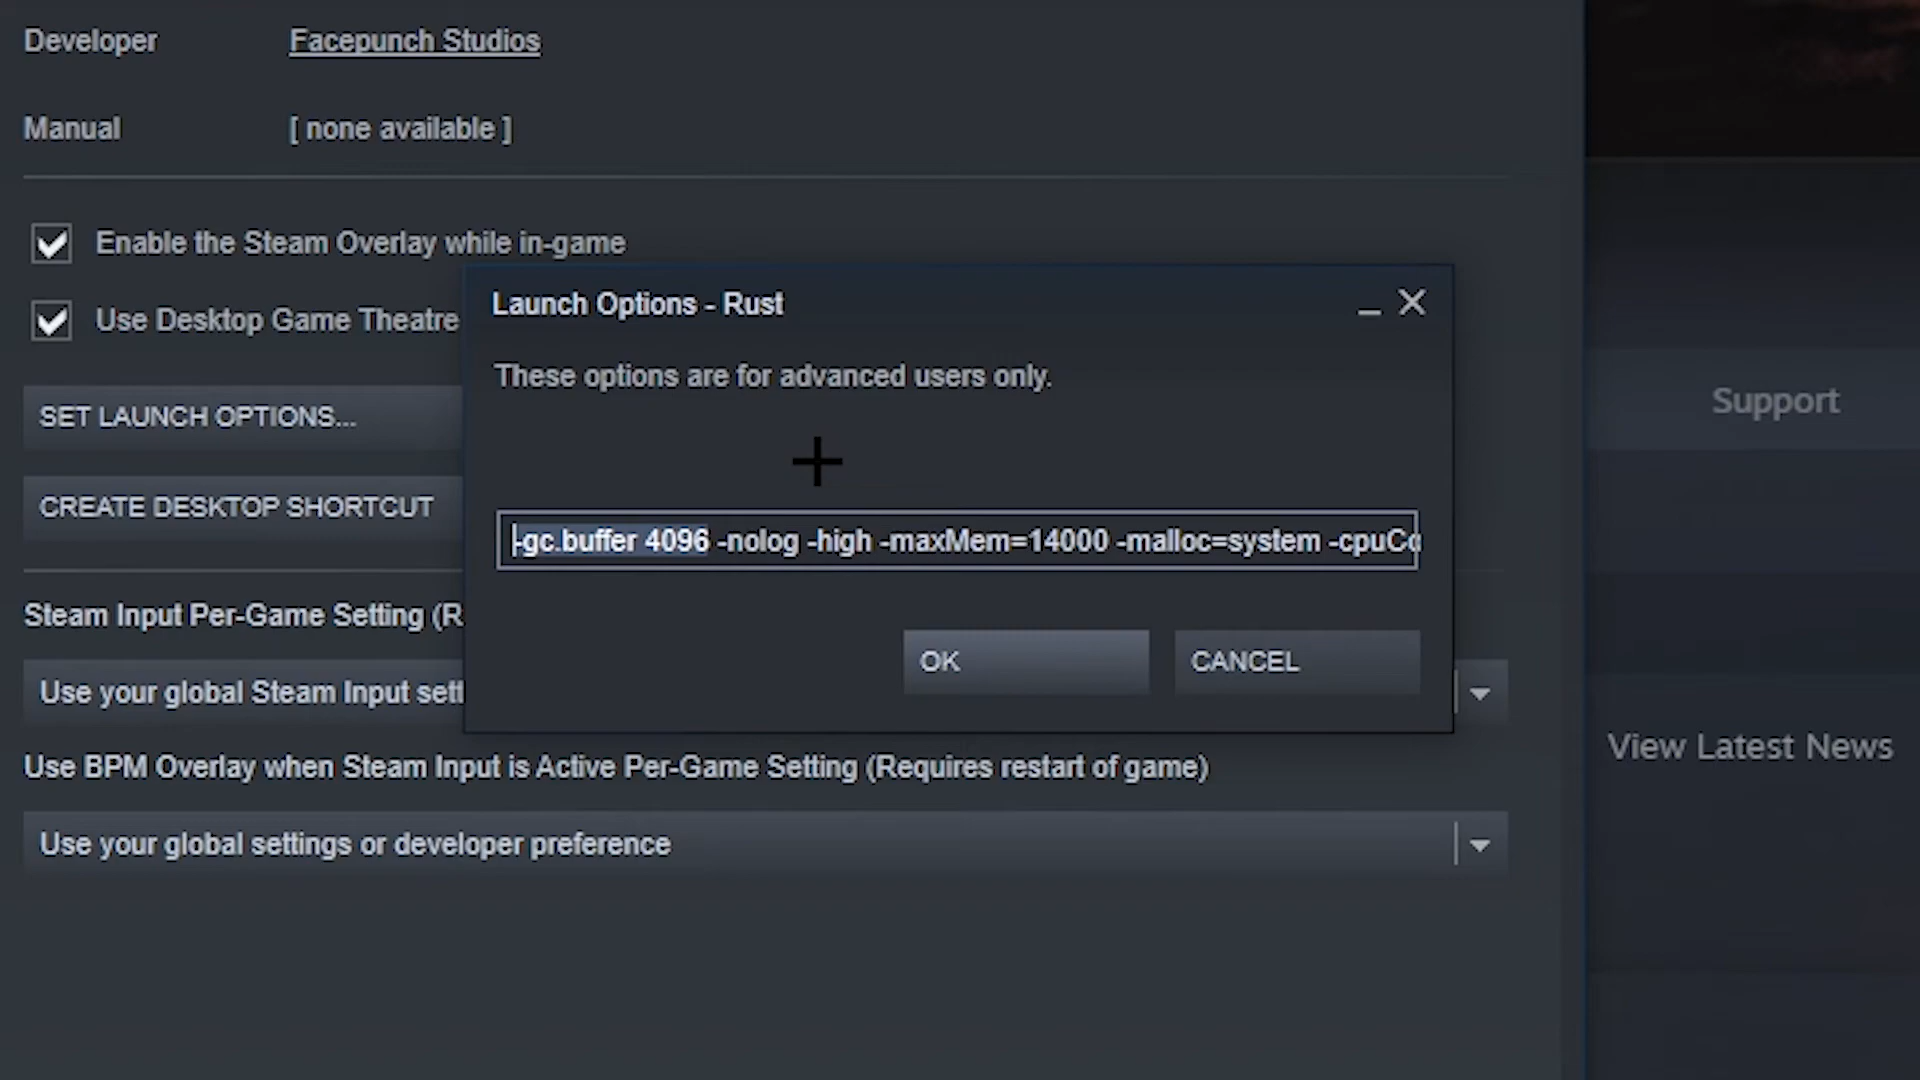 Developer Facepunch Studios
Manual [ none available ]
Enable the Steam Overlay while in-game
Use Desktop Game Theatre
Launch Options - Rust
These options are for advanced users only.
SET LAUNCH OPTIONS...
Support
CREATE DESKTOP SHORTCUT
-gc.buffer 4096 -nolog -high -maxMem=14000 -malloc=system -cpuCo
Steam Input Per-Game Setting (R
OK CANCEL
Use your global Steam Input sett
View Latest News
Use BPM Overlay when Steam Input is Active Per-Game Setting (Requires restart of game)
Use your global settings or developer preference